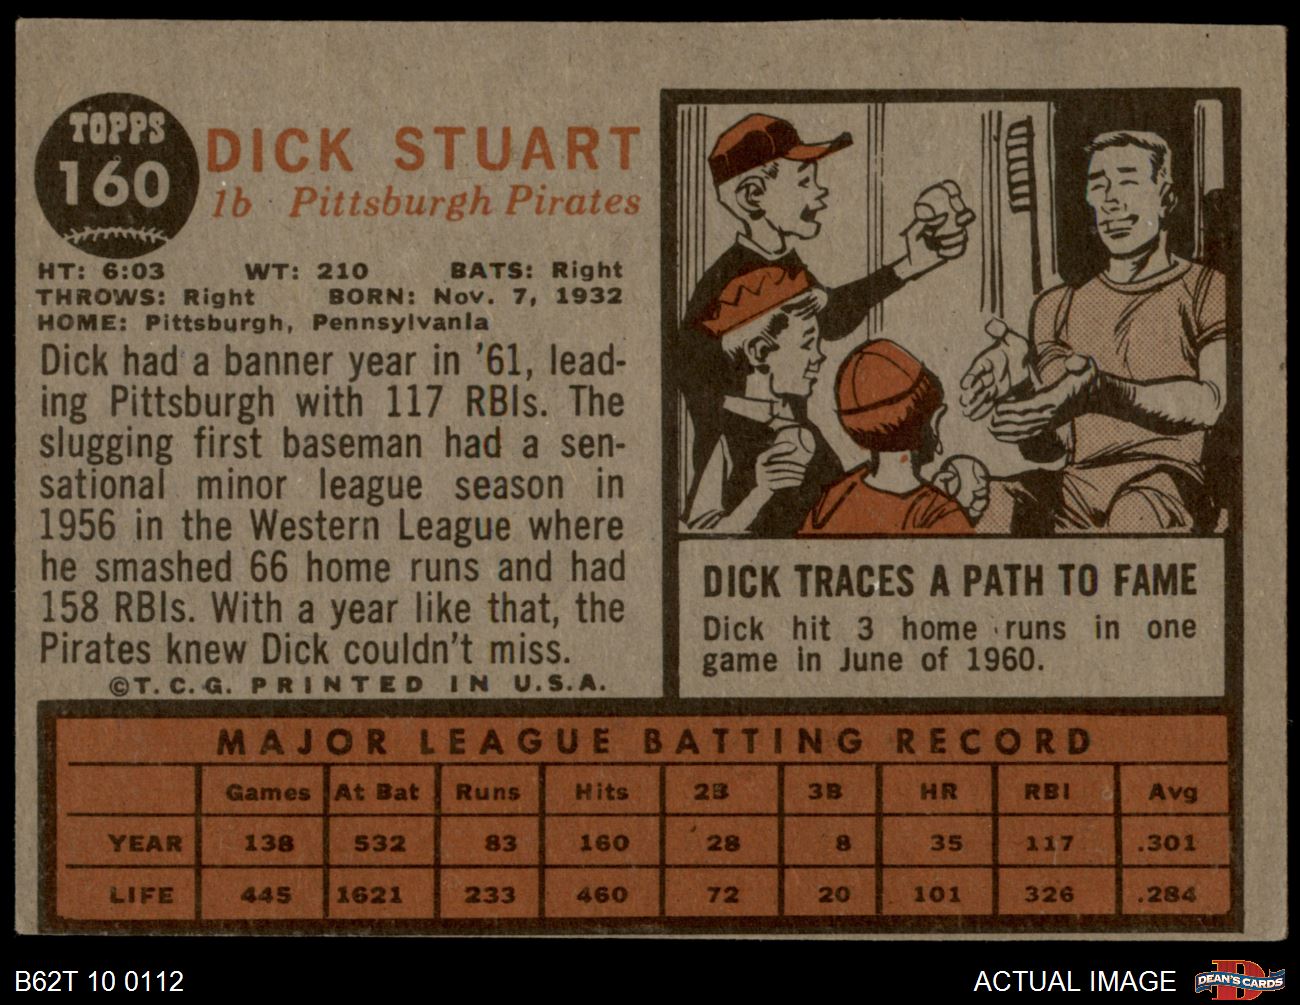 TOPPS
160
DICK STUART
1b Pittsburgh Pirates
HT: 6:03 WT: 210 BATS: Right
THROWS: Right BORN: Nov. 7, 1932
HOME: Pittsburgh, Pennsylvania
Dick had a banner year in '61, lead-
ing Pittsburgh with 117 RBIs. The
slugging first baseman had a sen-
sational minor league season in
1956 in the Western League where
he smashed 66 home runs and had
158 RBIs. With a year like that, the
Pirates knew Dick couldn't miss.
©T.C.G. PRINTED IN U.S.A.
DICK TRACES A PATH TO FAME
Dick hit 3 home runs in one
game in June of 1960.
MAJOR LEAGUE BATTING RECORD
Games At Bat Runs Hits 2B 3B HR RBI Avg
YEAR 138 532 83 160 28 8 35 117 .301
LIFE 445 1621 233 460 72 20 101 326 .284
B62T 10 0112
ACTUAL IMAGE
DEAN'S CARDS